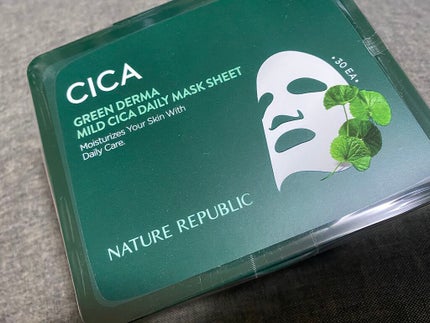 CICA
GREEN DERMA
MILD CICA DAILY MASK SHEET
Moisturizes Your Skin With
Daily Care.
•30 EA•
NATURE REPUBLIC